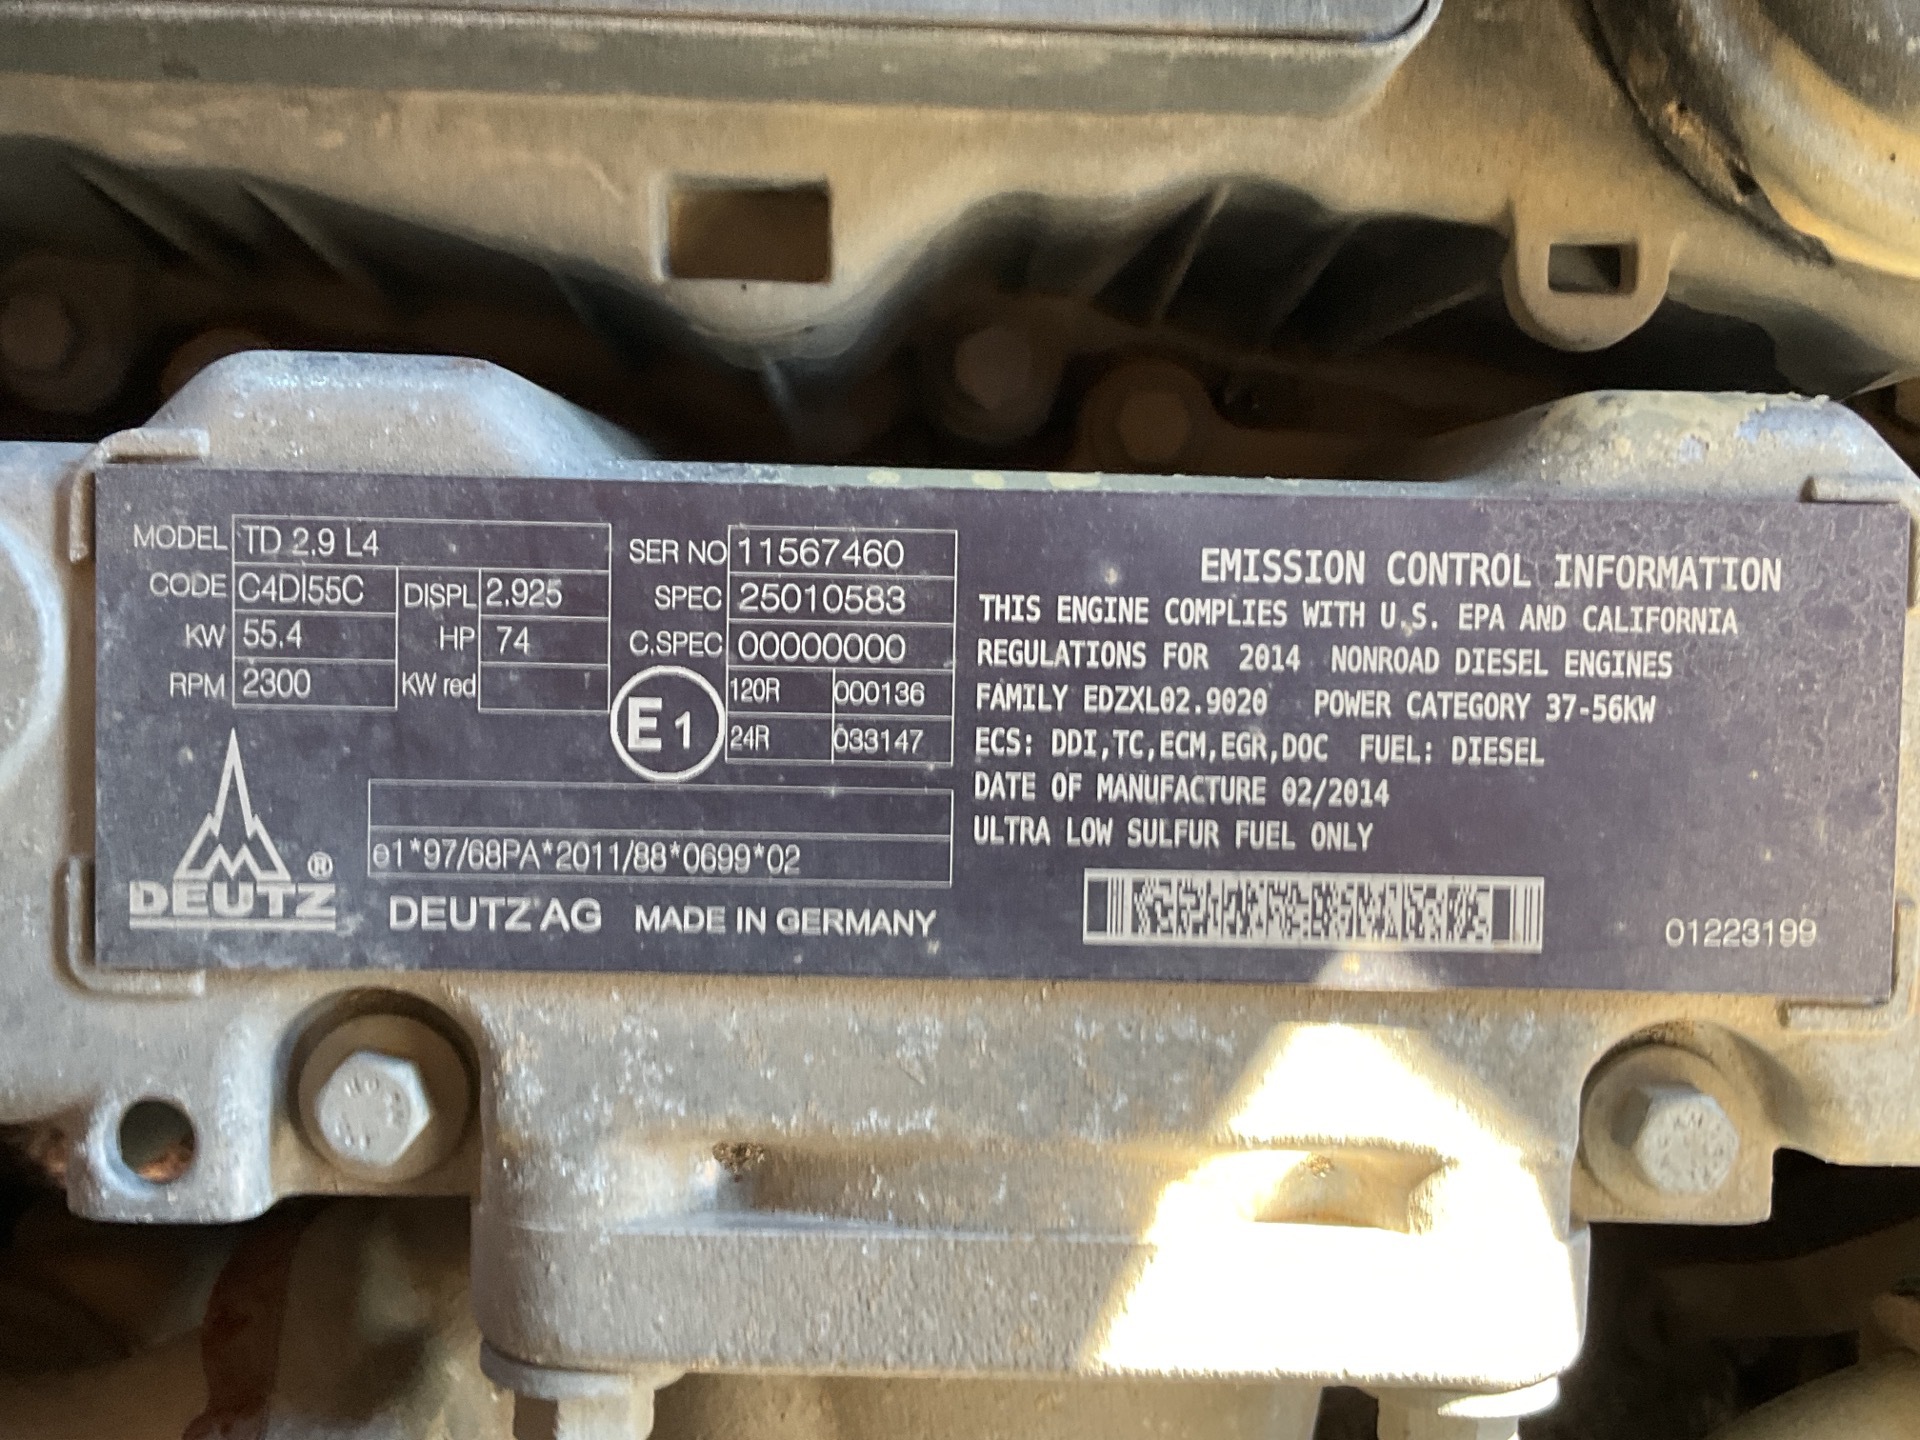 MODEL TD 2.9 L4
CODE C4DI55C DISPL 2.925
KW 55.4 HP 74
RPM 2300 KW red
SER NO 11567460
SPEC 25010583
C.SPEC 00000000
E1 120R 000136
24R 033147
e1*97/68PA*2011/88*0699*02
DEUTZ ®
DEUTZ AG MADE IN GERMANY
EMISSION CONTROL INFORMATION
THIS ENGINE COMPLIES WITH U.S. EPA AND CALIFORNIA
REGULATIONS FOR 2014 NONROAD DIESEL ENGINES
FAMILY EDZXL02.9020 POWER CATEGORY 37-56KW
ECS: DDI,TC,ECM,EGR,DOC FUEL: DIESEL
DATE OF MANUFACTURE 02/2014
ULTRA LOW SULFUR FUEL ONLY
01223199